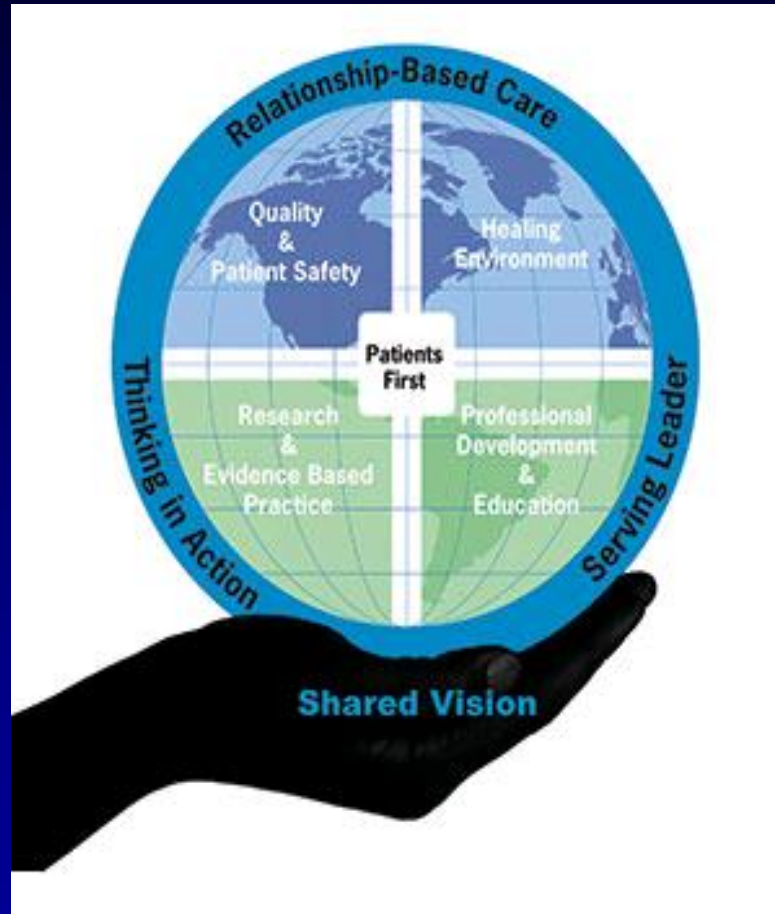 Relationship-Based Care
Quality
&
Patient Safety
Healing
Environment
Patients
First
Research
&
Evidence Based
Practice
Professional
Development
&
Education
Thinking in Action
Serving Leader
Shared Vision